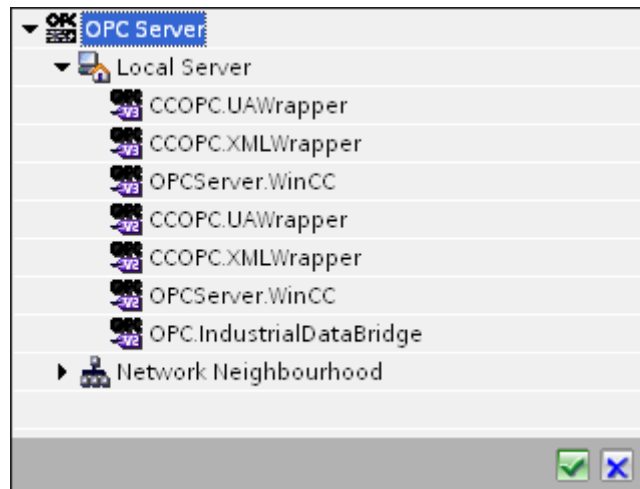 OPC Server
Local Server
CCOPC.UAWrapper
CCOPC.XMLWrapper
OPCServer.WinCC
CCOPC.UAWrapper
CCOPC.XMLWrapper
OPCServer.WinCC
OPC.IndustrialDataBridge
Network Neighbourhood